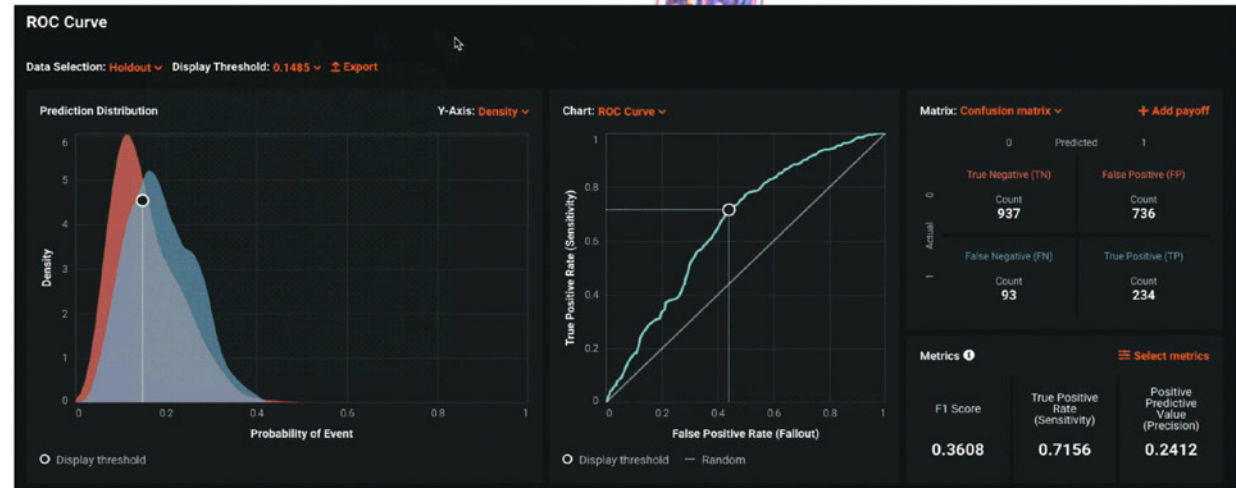 ROC Curve
Data Selection: Holdout Display Threshold: 0.1485 Export
Prediction Distribution
Y-Axis: Density
6
5
4
3
2
1
0
Density
0 0.2 0.4 0.6 0.8 1
Probability of Event
Display threshold
Chart: ROC Curve
1
0.8
0.6
0.4
0.2
0
True Positive Rate (Sensitivity)
0 0.2 0.4 0.6 0.8 1
False Positive Rate (Fallout)
Display threshold — Random
Matrix: Confusion matrix + Add payoff
0 Predicted 1
Actual
0
1
True Negative (TN)
Count
937
False Positive (FP)
Count
736
False Negative (FN)
Count
93
True Positive (TP)
Count
234
Metrics
Select metrics
F1 Score
0.3608
True Positive
Rate
(Sensitivity)
0.7156
Positive
Predictive
Value
(Precision)
0.2412